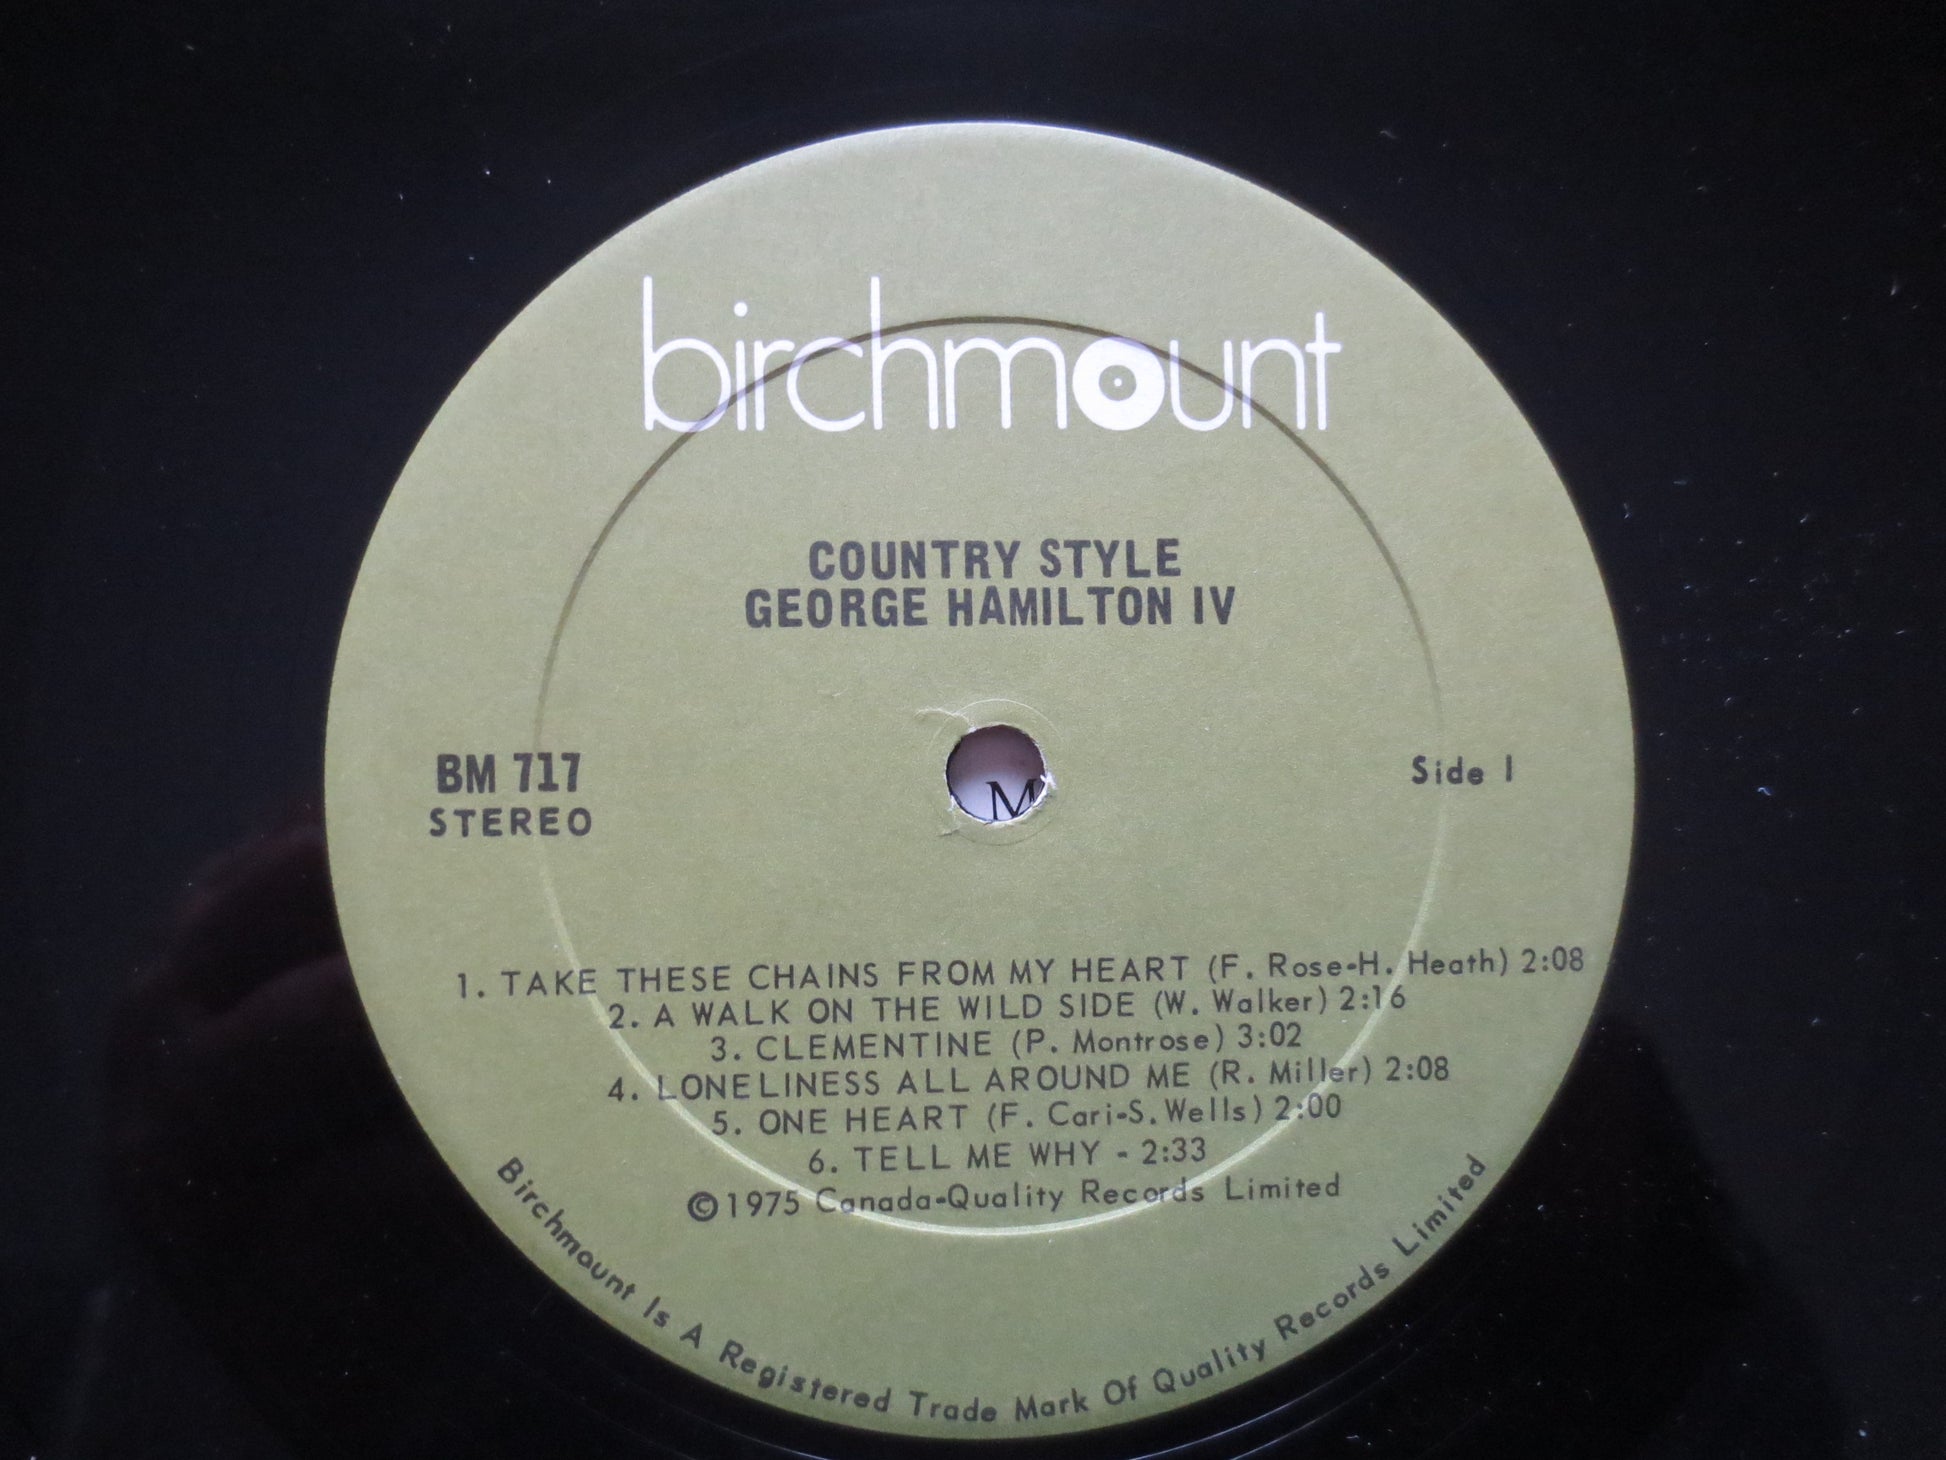 birchmount
COUNTRY STYLE
GEORGE HAMILTON IV
BM 717
STEREO
Side 1
M
1. TAKE THESE CHAINS FROM MY HEART (F. Rose-H. Heath) 2:08
2. A WALK ON THE WILD SIDE (W. Walker) 2:16
3. CLEMENTINE (P. Montrose) 3:02
4. LONELINESS ALL AROUND ME (R. Miller) 2:08
5. ONE HEART (F. Cari-S. Wells) 2:00
6. TELL ME WHY - 2:33
©1975 Canada-Quality Records Limited
Birchmount Is A Registered Trade Mark Of Quality Records Limited